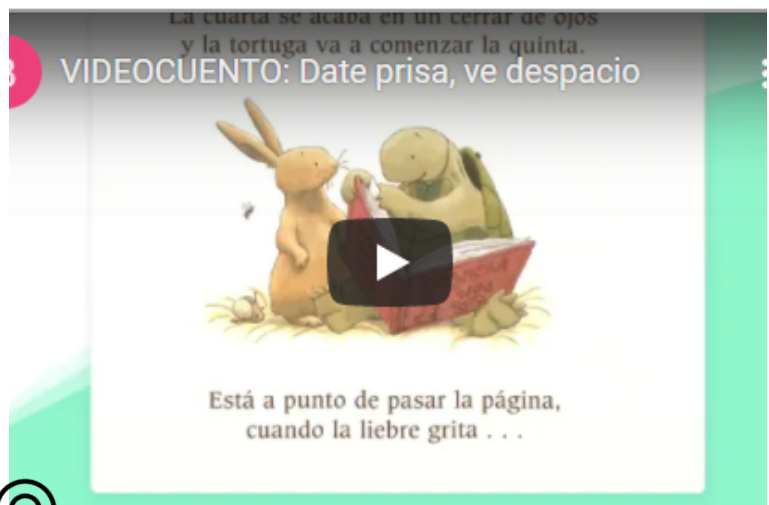 La cuarta se acaba en un cerrar de ojos
y la tortuga va a comenzar la quinta.
VIDEOCUENTO: Date prisa, ve despacio
Está a punto de pasar la página,
cuando la liebre grita . . .